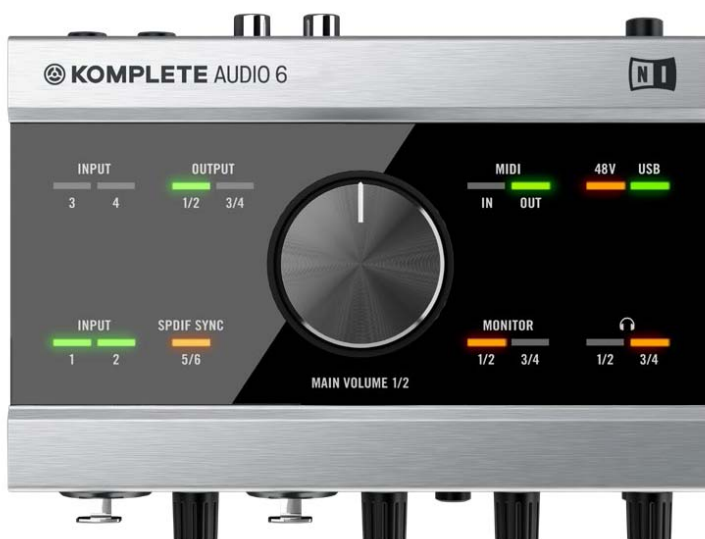 KOMPLETE AUDIO 6
NI
INPUT OUTPUT
3 4 1/2 3/4
MIDI 48V USB
IN OUT
INPUT SPDIF SYNC
1 2 5/6
MONITOR
1/2 3/4 1/2 3/4
MAIN VOLUME 1/2